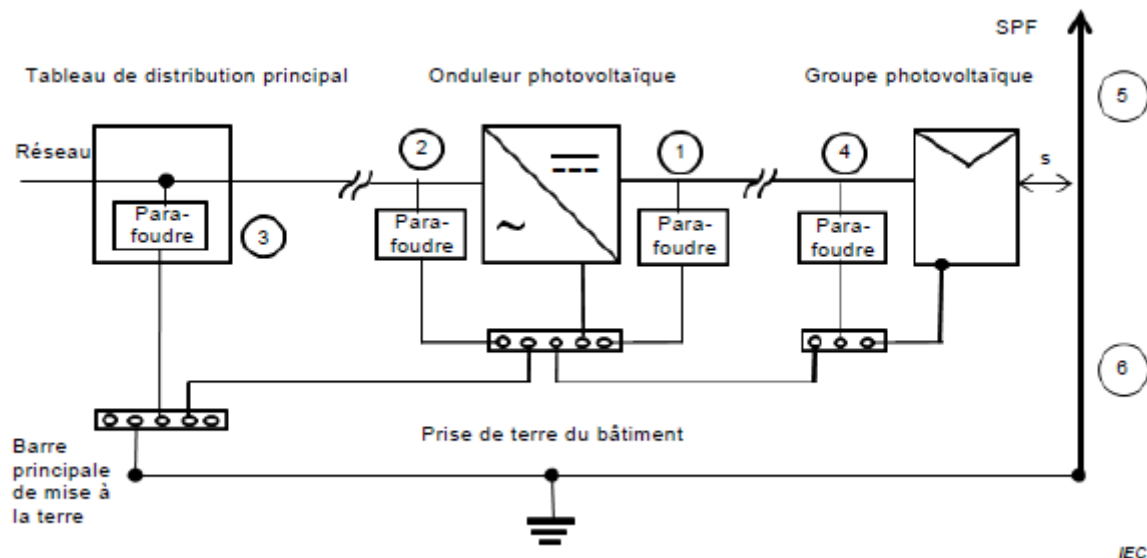 SPF
Tableau de distribution principal
Onduleur photovoltaïque
Groupe photovoltaïque
5
Réseau
2
1
4
s
Para-
foudre
3
Para-
foudre
~
Para-
foudre
Para-
foudre
6
Prise de terre du bâtiment
Barre
principale
de mise à
la terre
IEC